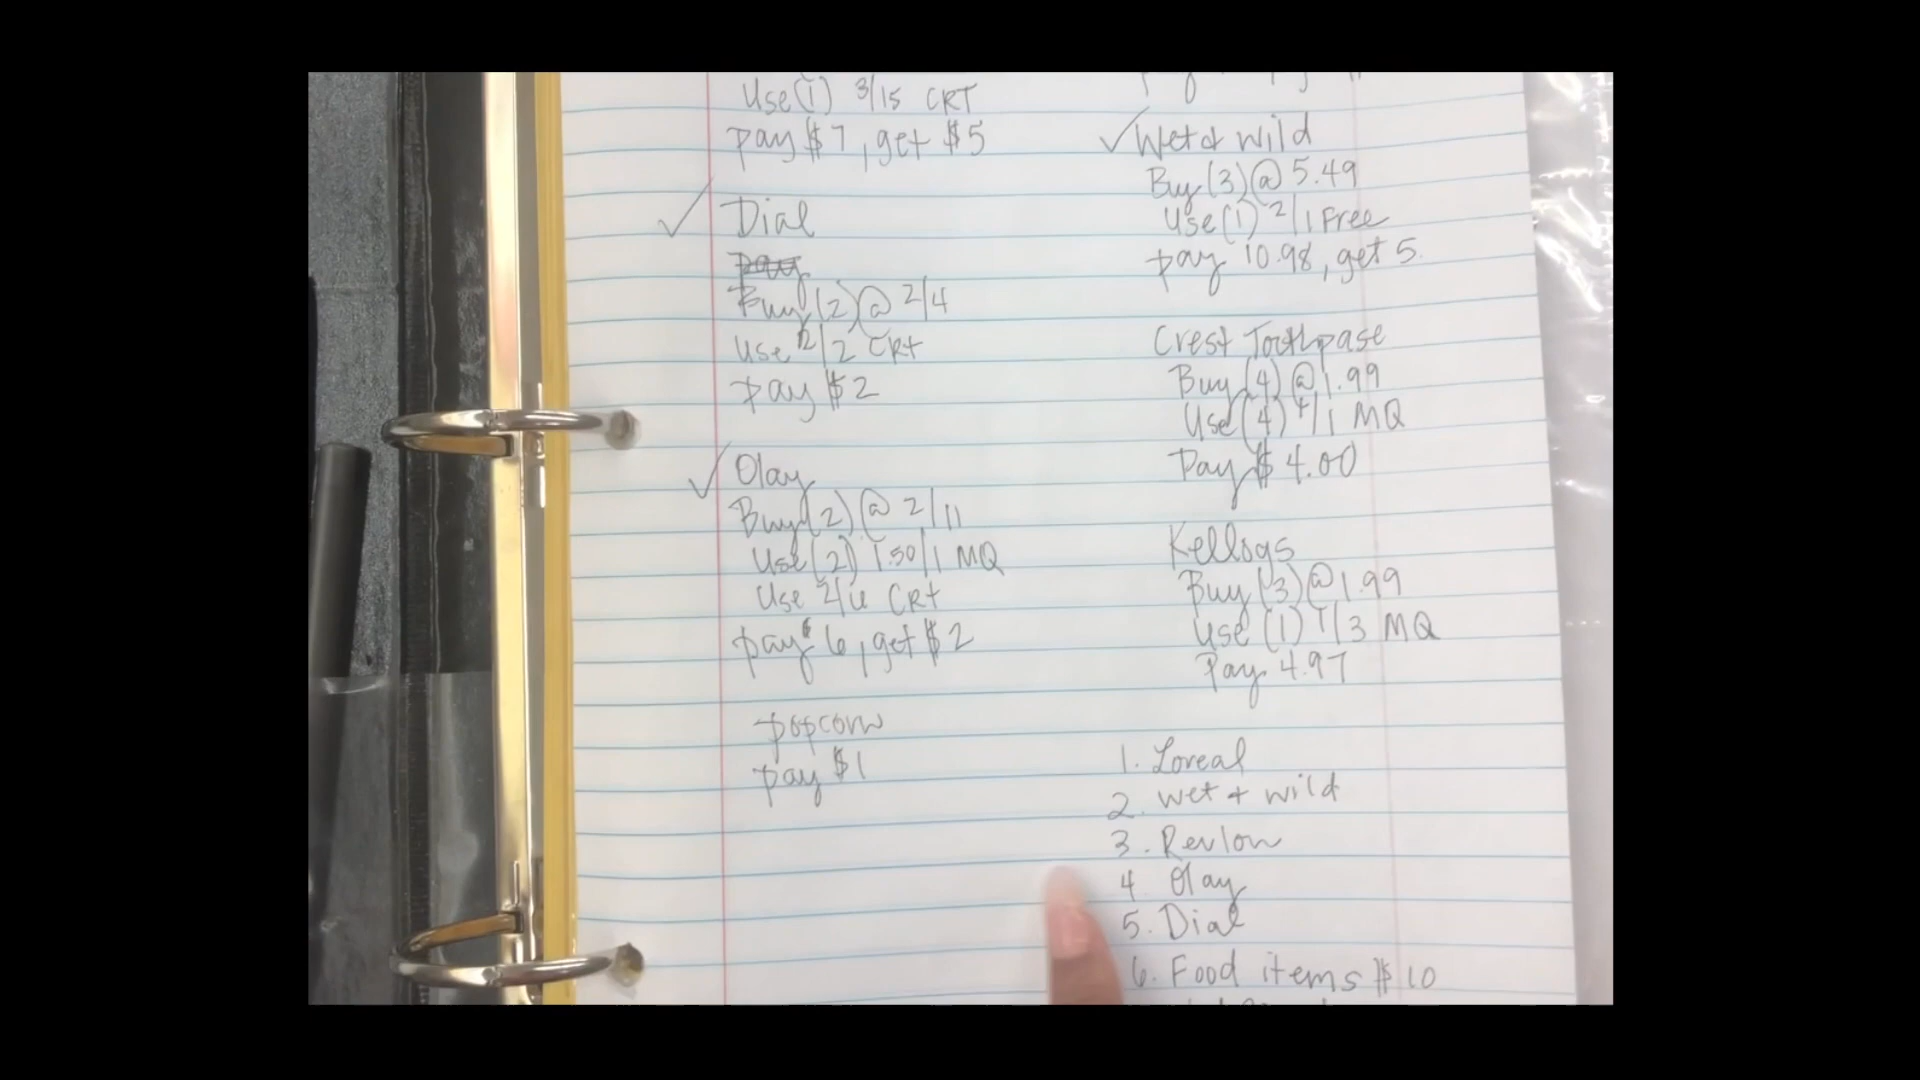 Use (1) 3/15 CRT
pay $7, get $5
Dial
pay
Buy (2) @ 2/4
use 2/2 CRT
pay $2
Olay
Buy (2) @ 2/11
Use (2) 1.50/1 MQ
Use 2/6 CRT
pay 6, get $2
popcorn
pay $1
Wet & Wild
Buy (3) @ 5.49
Use (1) 2/1 Free
pay 10.98, get 5
Crest Toothpase
Buy (4) @ 1.99
Use (4) 1/1 MQ
Pay $4.00
Kellogs
Buy (3) @ 1.99
Use (1) 1/3 MQ
Pay 4.97
1. Loreal
2. wet + wild
3. Revlon
4 Olay
5. Dial
6. Food items $10